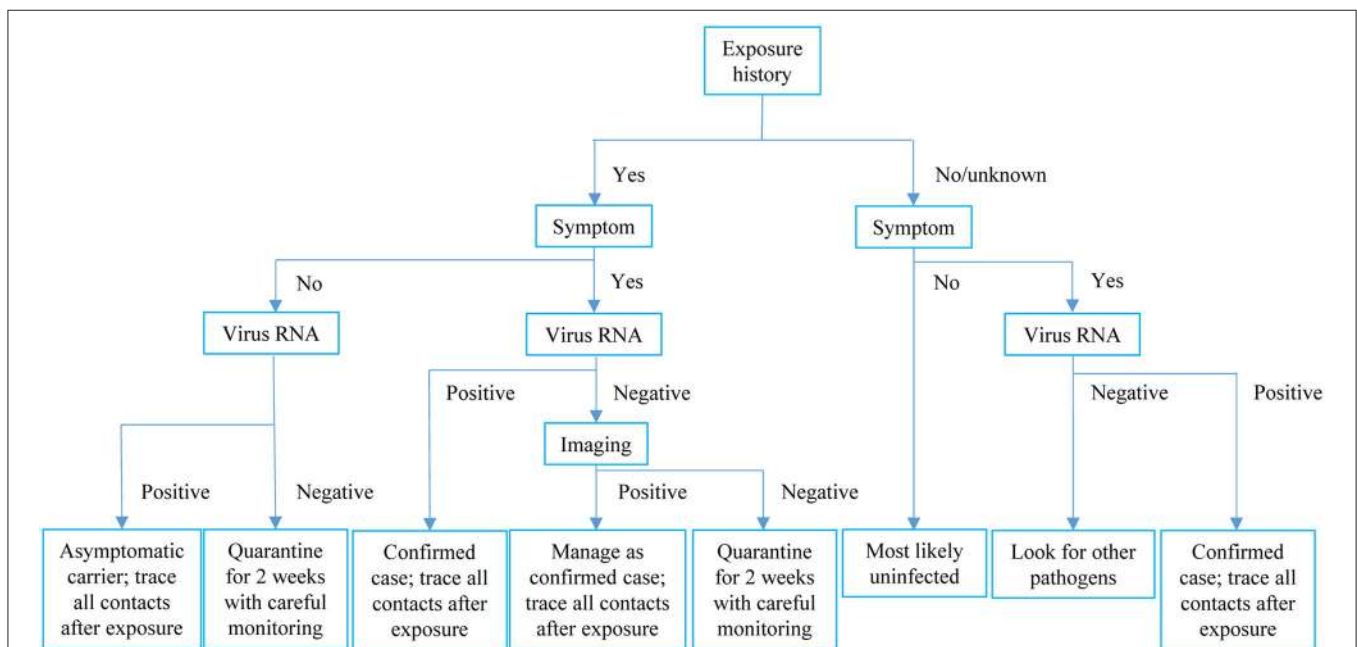 Exposure
history
Yes
No/unknown
Symptom
Symptom
No
Yes
No
Yes
Virus RNA
Virus RNA
Virus RNA
Positive
Negative
Negative
Positive
Imaging
Positive
Negative
Positive
Negative
Asymptomatic
carrier; trace
all contacts
after exposure
Quarantine
for 2 weeks
with careful
monitoring
Confirmed
case; trace all
contacts after
exposure
Manage as
confirmed case;
trace all contacts
after exposure
Quarantine
for 2 weeks
with careful
monitoring
Most likely
uninfected
Look for other
pathogens
Confirmed
case; trace all
contacts after
exposure